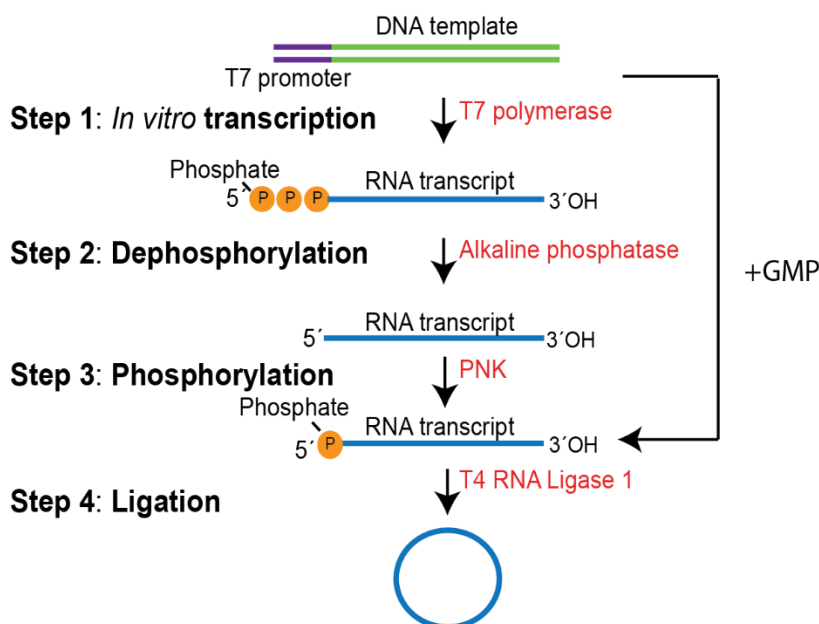 DNA template
T7 promoter
Step 1: In vitro transcription
T7 polymerase
Phosphate
5´ P P P RNA transcript 3´OH
Step 2: Dephosphorylation
Alkaline phosphatase
+GMP
5´ RNA transcript 3´OH
Step 3: Phosphorylation
PNK
Phosphate
5´ P RNA transcript 3´OH
Step 4: Ligation
T4 RNA Ligase 1